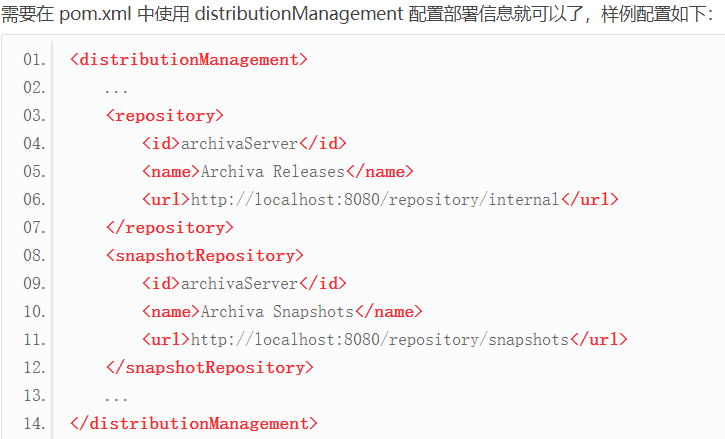 需要在 pom.xml 中使用 distributionManagement 配置部署信息就可以了，样例配置如下：
01. <distributionManagement>
02. ...
03. <repository>
04. <id>archivaServer</id>
05. <name>Archiva Releases</name>
06. <url>http://localhost:8080/repository/internal</url>
07. </repository>
08. <snapshotRepository>
09. <id>archivaServer</id>
10. <name>Archiva Snapshots</name>
11. <url>http://localhost:8080/repository/snapshots</url>
12. </snapshotRepository>
13. ...
14. </distributionManagement>